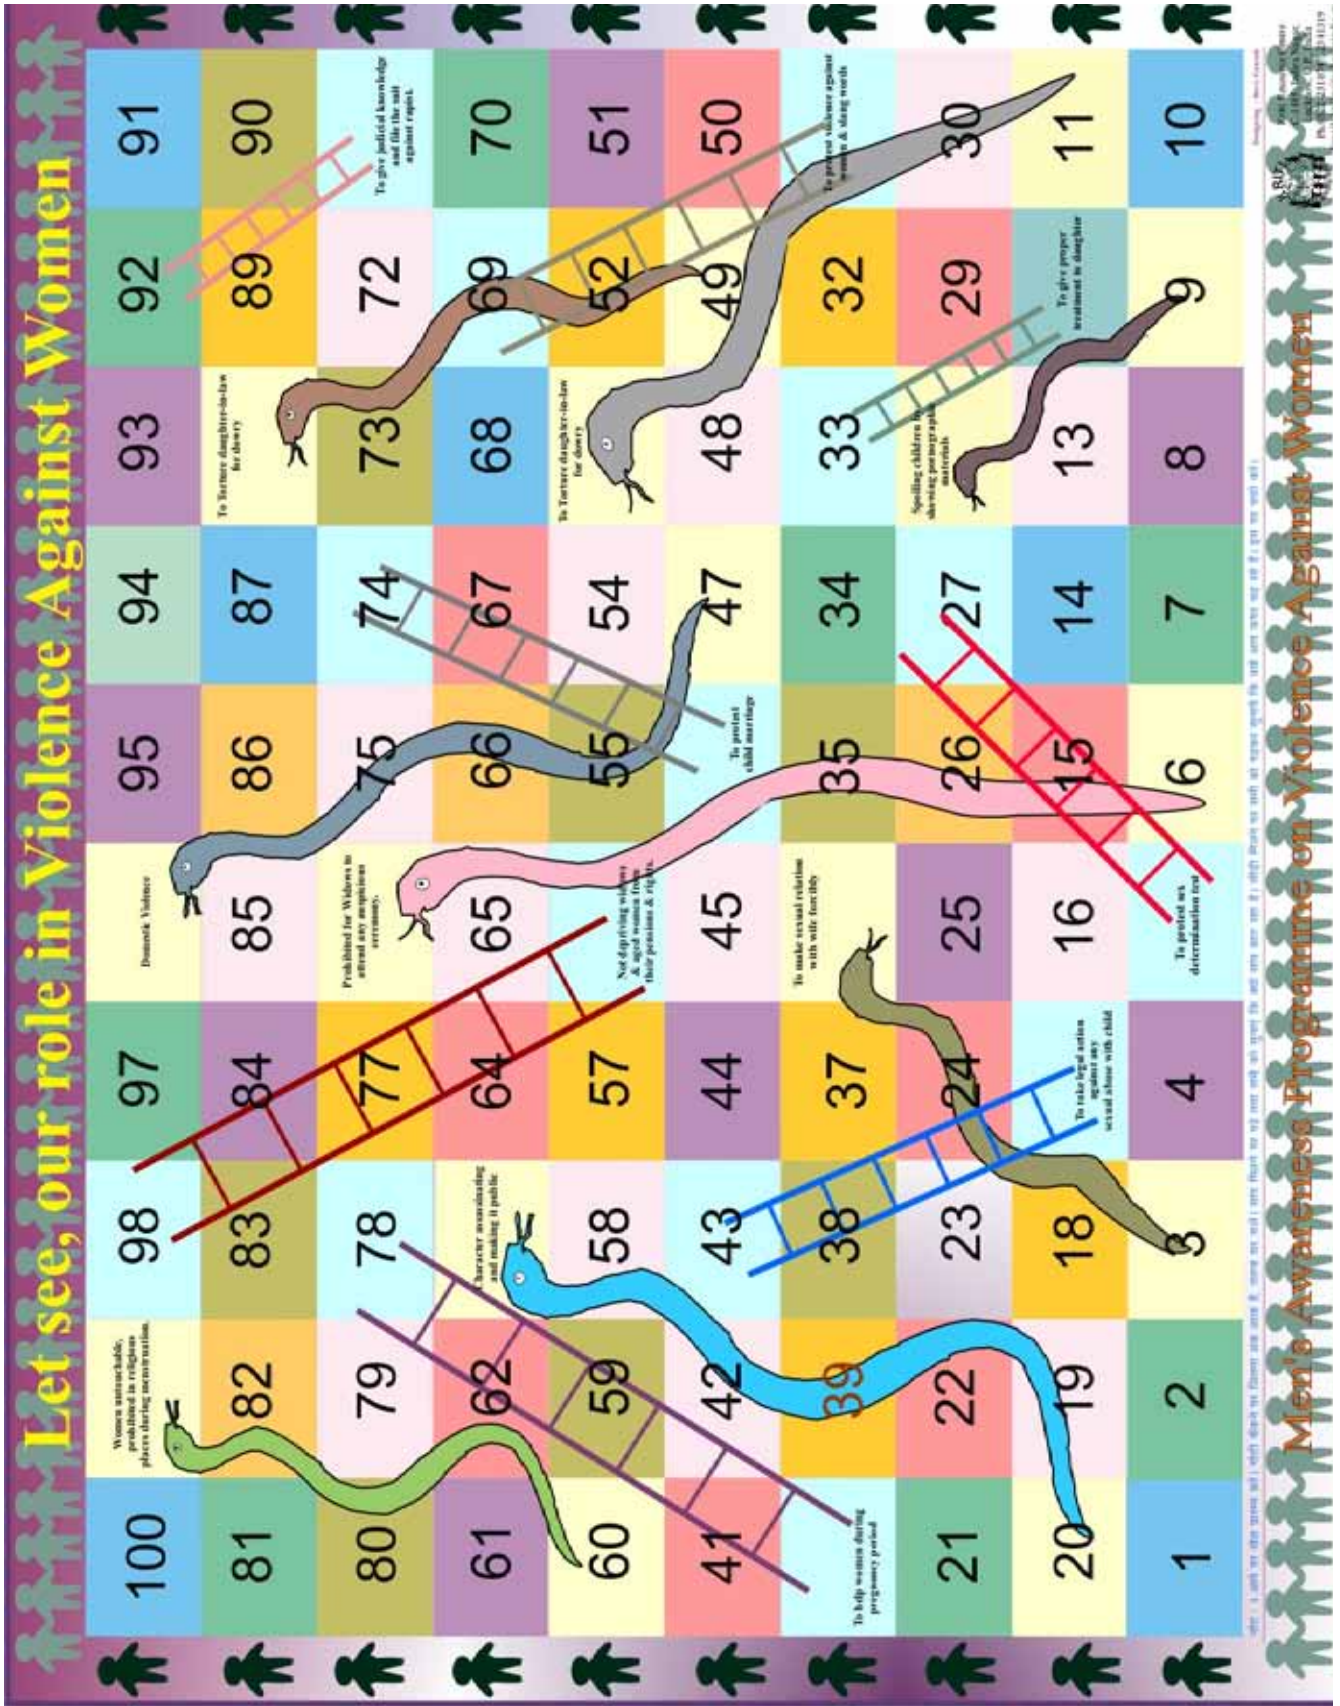 Let see, our role in Violence Against Women
100
Women untouchable,
prohibited in religious
places during menstruation.
98
97
Domestic Violence
95
94
93
92
91
81
82
83
84
85
86
87
To Torture daughter-in-law
for dowry
89
90
80
79
78
77
Prohibited for Widows to
attend any auspicious
ceremony.
75
74
73
72
To give judicial knowledge
and file the suit
against rapist.
61
62
Character assassinating
and making it public
64
65
66
67
68
69
70
60
59
58
57
Not depriving widows
& aged women from
their pensions & rights.
55
54
To Torture daughter-in-law
for dowry
52
51
41
42
43
44
45
To protect
child marriage
47
48
49
50
To help women during
pregnancy period
39
38
37
To make sexual relation
with wife forcibly
35
34
33
32
To protest violence against
women & slang words
21
22
23
24
25
26
27
Spoiling children by
showing pornographic
materials
29
30
20
19
18
To take legal action
against any
sexual abuse with child
16
15
14
13
To give proper
treatment to daughter
11
1
2
3
4
To protest sex
determination test
6
7
8
9
10
Men's Awareness Programme on Violence Against Women